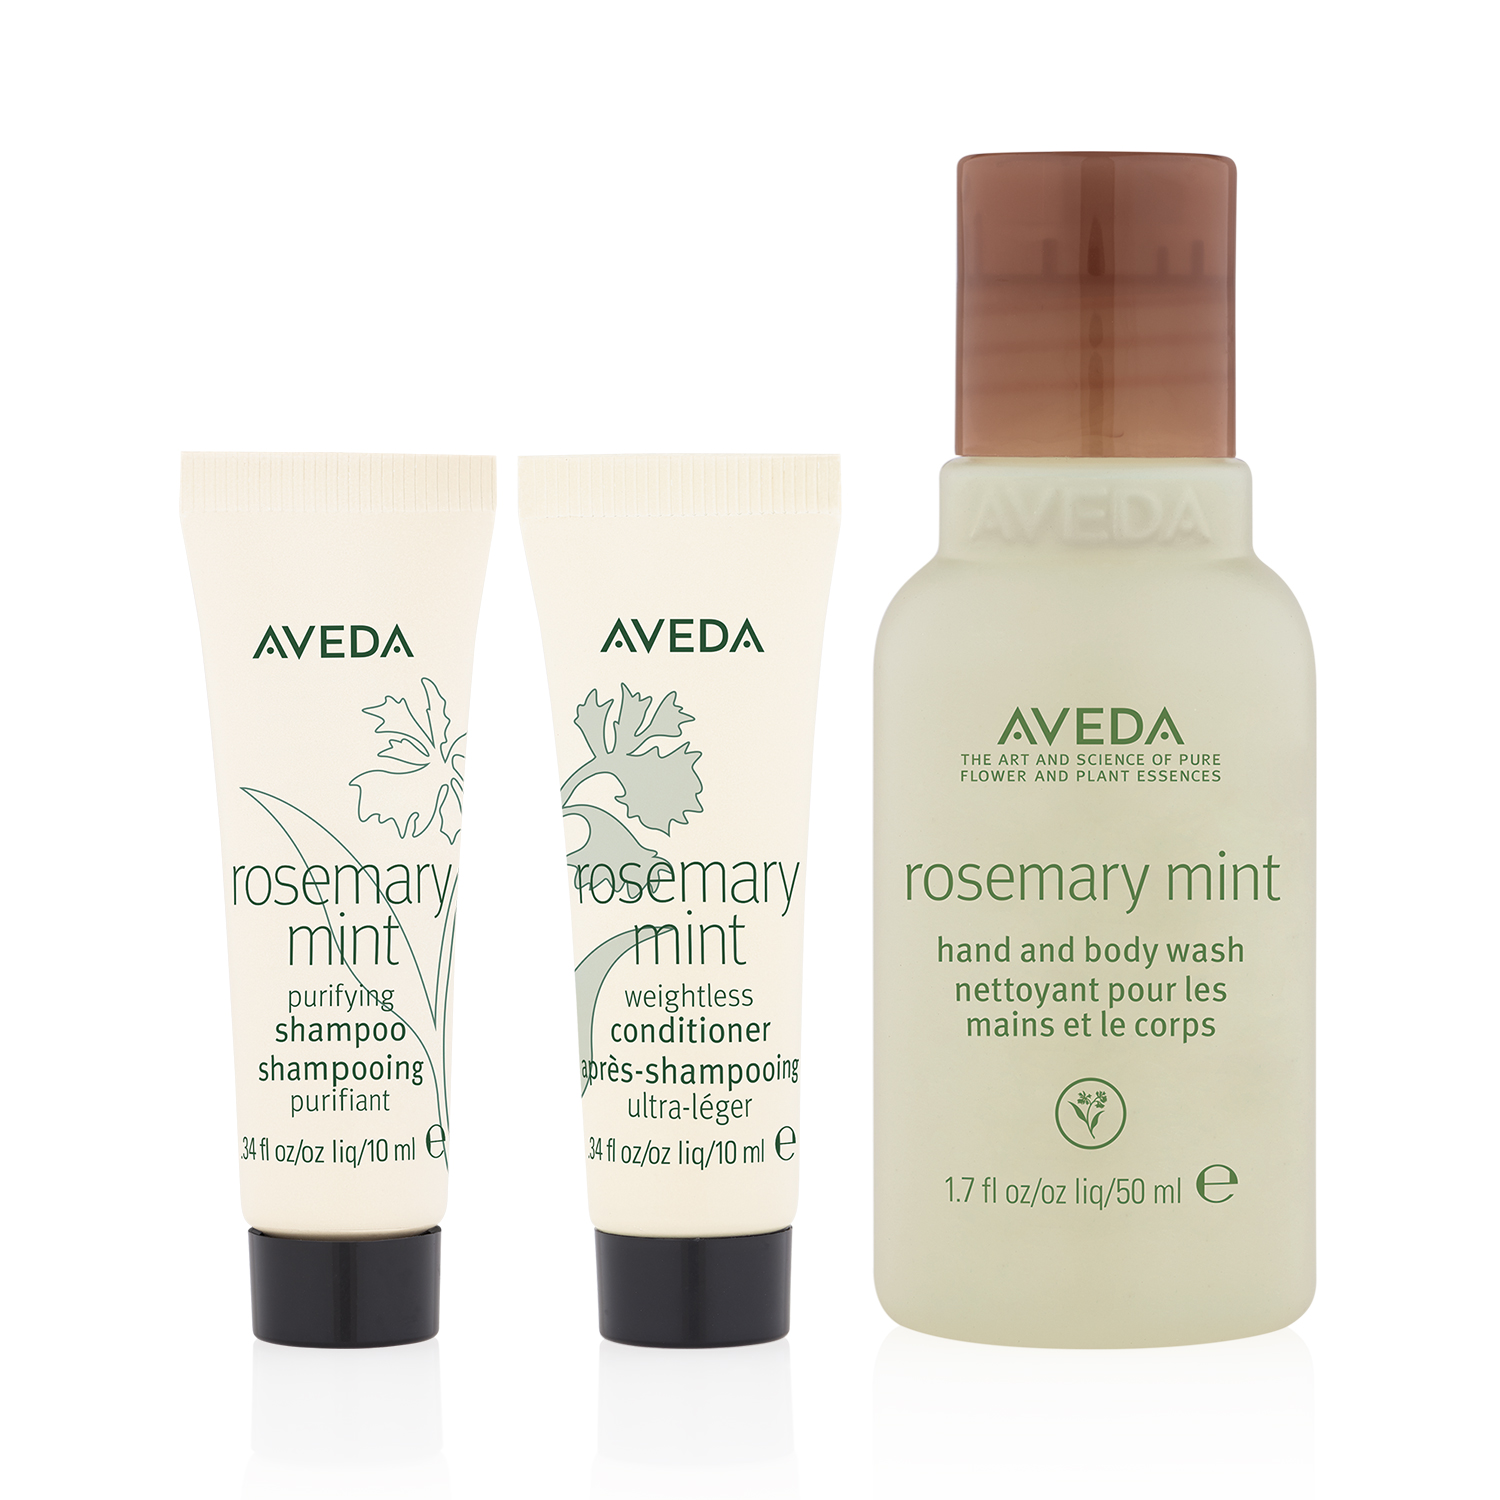 AVEDA
rosemary
mint
purifying
shampoo
shampooing
purifiant
.34 fl oz/oz liq/10 ml e
AVEDA
rosemary
mint
weightless
conditioner
après-shampooing
ultra-léger
.34 fl oz/oz liq/10 ml e
AVEDA
AVEDA
THE ART AND SCIENCE OF PURE
FLOWER AND PLANT ESSENCES
rosemary mint
hand and body wash
nettoyant pour les
mains et le corps
1.7 fl oz/oz liq/50 ml e